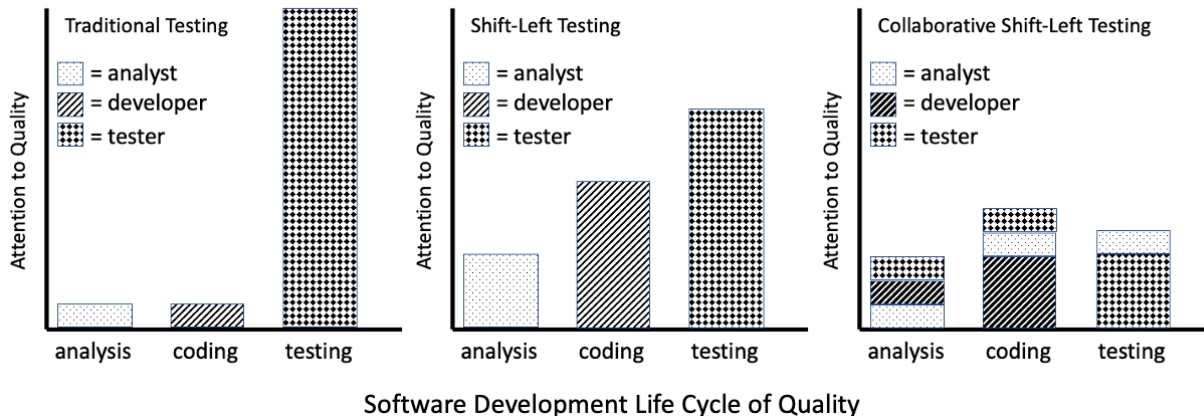 Traditional Testing
= analyst
= developer
= tester
Attention to Quality
analysis coding testing
Shift-Left Testing
= analyst
= developer
= tester
Attention to Quality
analysis coding testing
Collaborative Shift-Left Testing
= analyst
= developer
= tester
Attention to Quality
analysis coding testing
Software Development Life Cycle of Quality